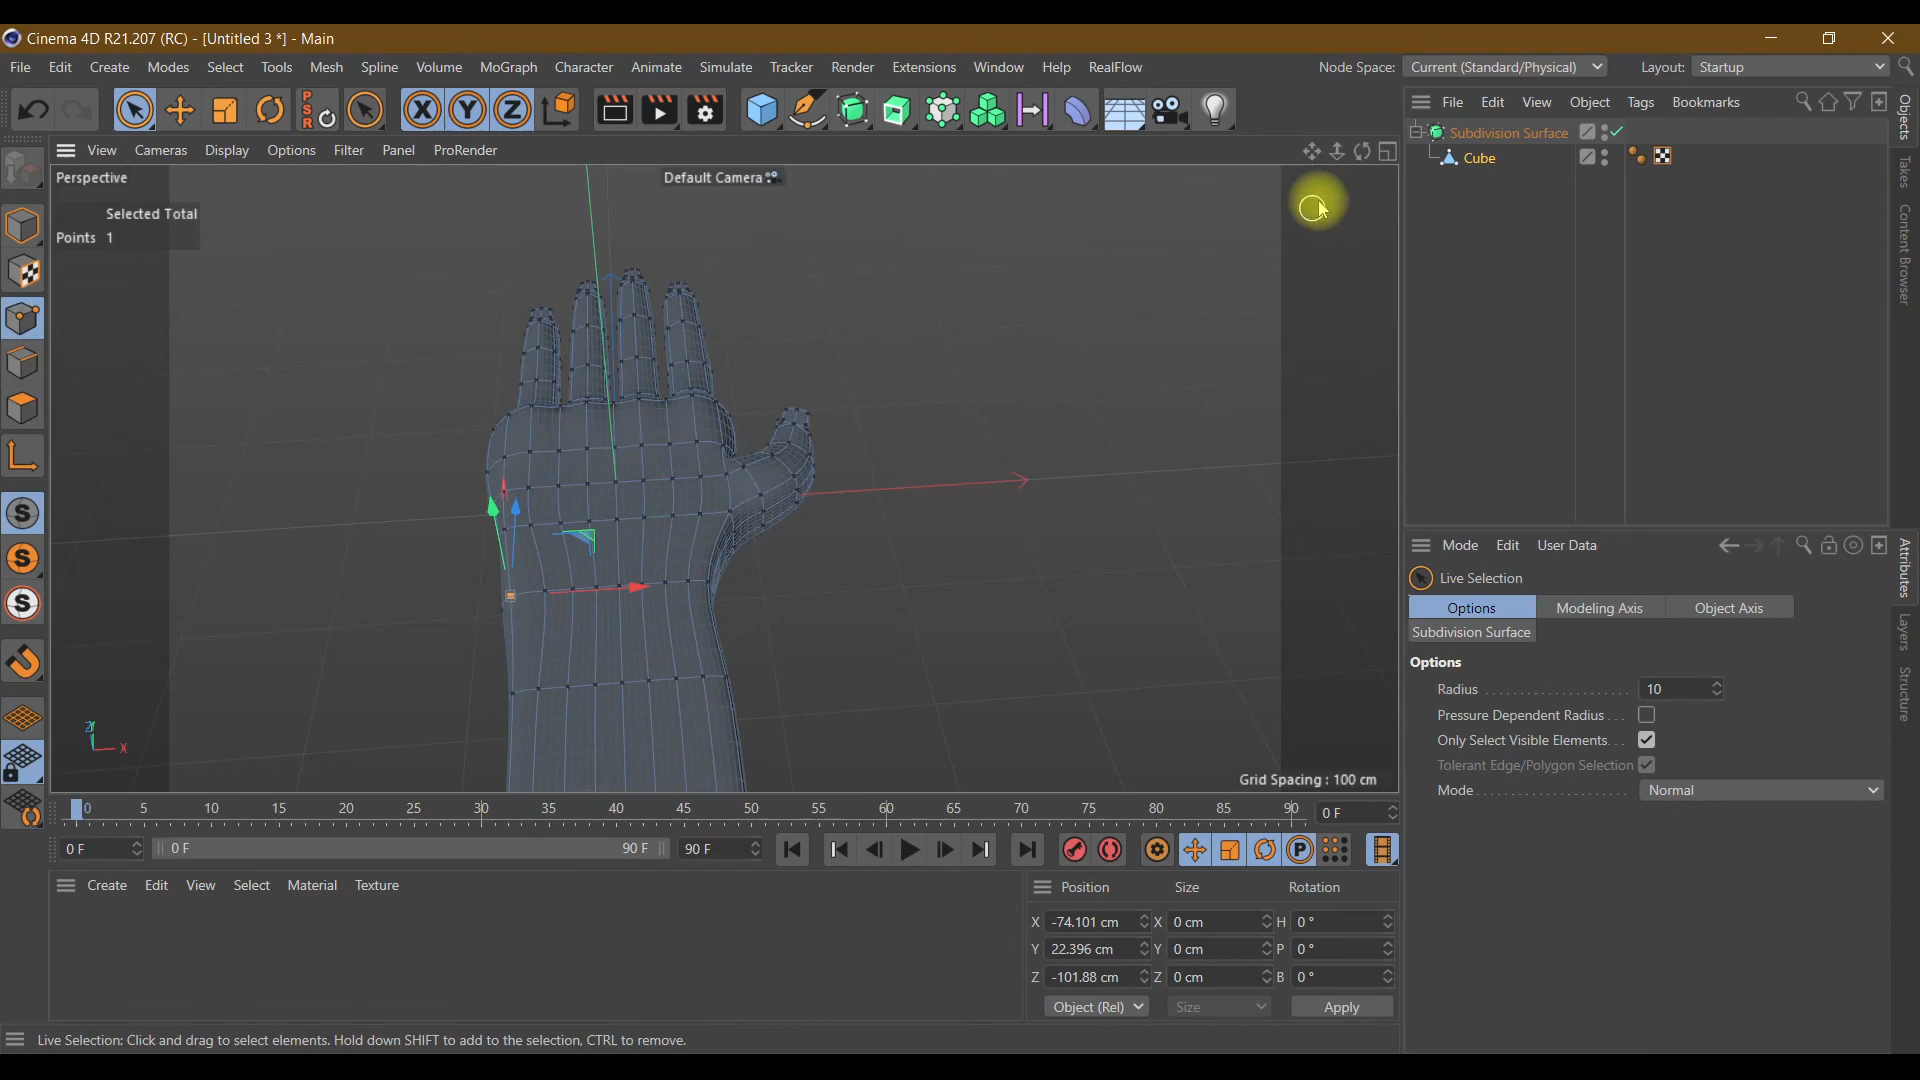 Cinema 4D R21.207 (RC) - [Untitled 3 *] - Main
File Edit Create Modes Select Tools Mesh Spline Volume MoGraph Character Animate Simulate Tracker Render Extensions Window Help RealFlow Node Space: Current (Standard/Physical) Layout: Startup
P S R X Y Z
File Edit View Object Tags Bookmarks
Subdivision Surface
Cube
View Cameras Display Options Filter Panel ProRender
Perspective Default Camera
Selected Total
Points 1
S
S
S
Z X
Grid Spacing : 100 cm
Objects
Takes
Content Browser
Mode Edit User Data
Live Selection
Options Modeling Axis Object Axis
Subdivision Surface
Options
Radius 10
Pressure Dependent Radius
Only Select Visible Elements
Tolerant Edge/Polygon Selection
Mode Normal
Attributes
Layers
Structure
0 5 10 15 20 25 30 35 40 45 50 55 60 65 70 75 80 85 90 0 F
0 F 0 F 90 F 90 F P
Create Edit View Select Material Texture
Position Size Rotation
X -74.101 cm X 0 cm H 0 °
Y 22.396 cm Y 0 cm P 0 °
Z -101.88 cm Z 0 cm B 0 °
Object (Rel) Size Apply
Live Selection: Click and drag to select elements. Hold down SHIFT to add to the selection, CTRL to remove.